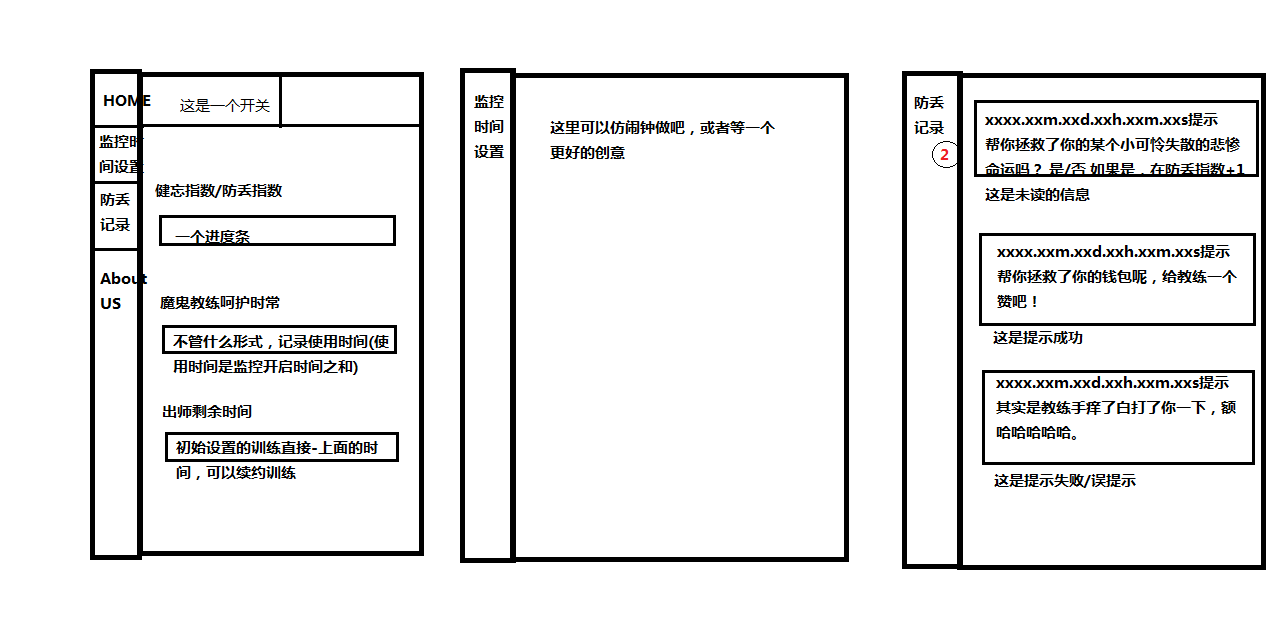 HOME
这是一个开关
监控时
间设置
防丢
记录
About
US
健忘指数/防丢指数
一个进度条
魔鬼教练呵护时常
不管什么形式，记录使用时间(使
用时间是监控开启时间之和)
出师剩余时间
初始设置的训练直接-上面的时
间，可以续约训练
监控
时间
设置
这里可以仿闹钟做吧，或者等一个
更好的创意
防丢
记录
2
xxxx.xxm.xxd.xxh.xxm.xxs提示
帮你拯救了你的某个小可怜失散的悲惨
命运吗？ 是/否 如果是，在防丢指数+1
这是未读的信息
xxxx.xxm.xxd.xxh.xxm.xxs提示
帮你拯救了你的钱包呢，给教练一个
赞吧！
这是提示成功
xxxx.xxm.xxd.xxh.xxm.xxs提示
其实是教练手痒了白打了你一下，额
哈哈哈哈哈。
这是提示失败/误提示